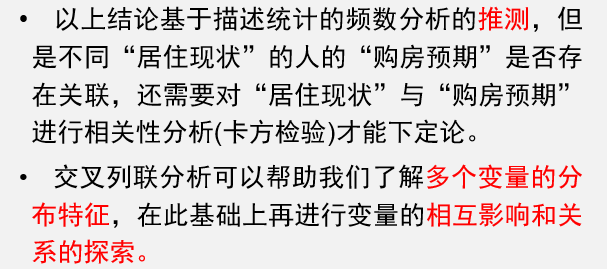 • 以上结论基于描述统计的频数分析的推测，但
是不同“居住现状”的人的“购房预期”是否存
在关联，还需要对“居住现状”与“购房预期”
进行相关性分析(卡方检验)才能下定论。
• 交叉列联分析可以帮助我们了解多个变量的分
布特征，在此基础上再进行变量的相互影响和关
系的探索。